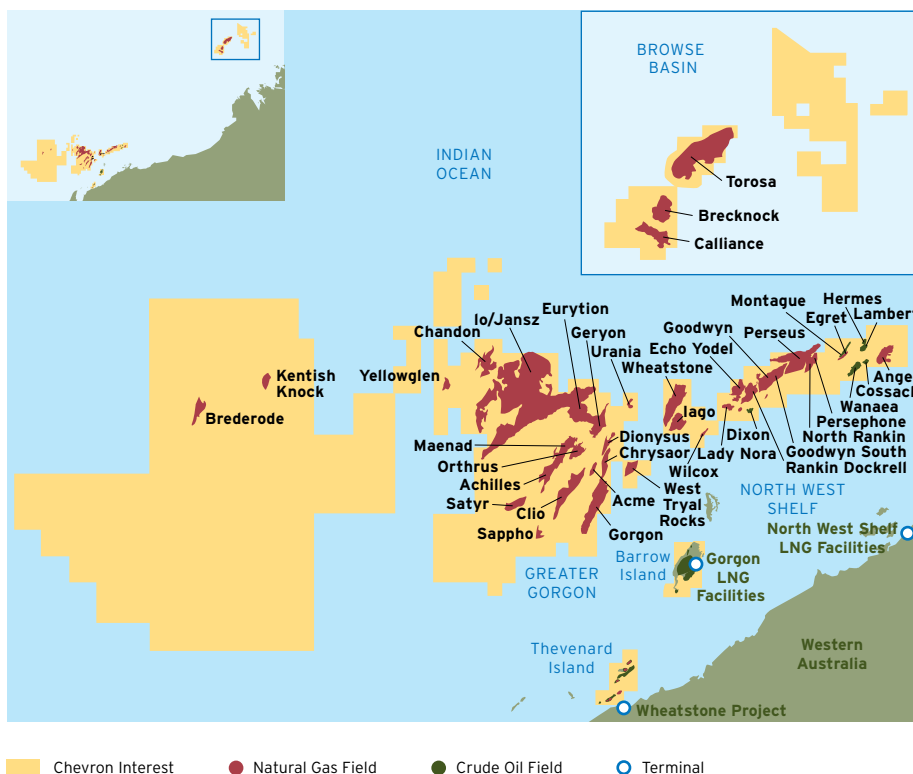 BROWSE
BASIN
INDIAN
OCEAN
Torosa
Brecknock
Calliance
Hermes
Montague
Lambert
Eurytion
Egret
Io/Jansz
Goodwyn
Perseus
Chandon
Geryon
Echo Yodel
Urania
Wheatstone
Kentish
Knock
Yellowglen
Ange
Cossack
Iago
Wanaea
Brederode
Persephone
Dixon
North Rankin
Maenad
Dionysus
Lady Nora
Goodwyn South
Chrysaor
Orthrus
Wilcox
Rankin Dockrell
Achilles
West
Tryal
Rocks
Acme
NORTH WEST
SHELF
Satyr
Clio
Sappho
Gorgon
North West Shelf
LNG Facilities
Barrow
Island
Gorgon
LNG
Facilities
GREATER
GORGON
Thevenard
Island
Western
Australia
Wheatstone Project
Chevron Interest
Natural Gas Field
Crude Oil Field
Terminal